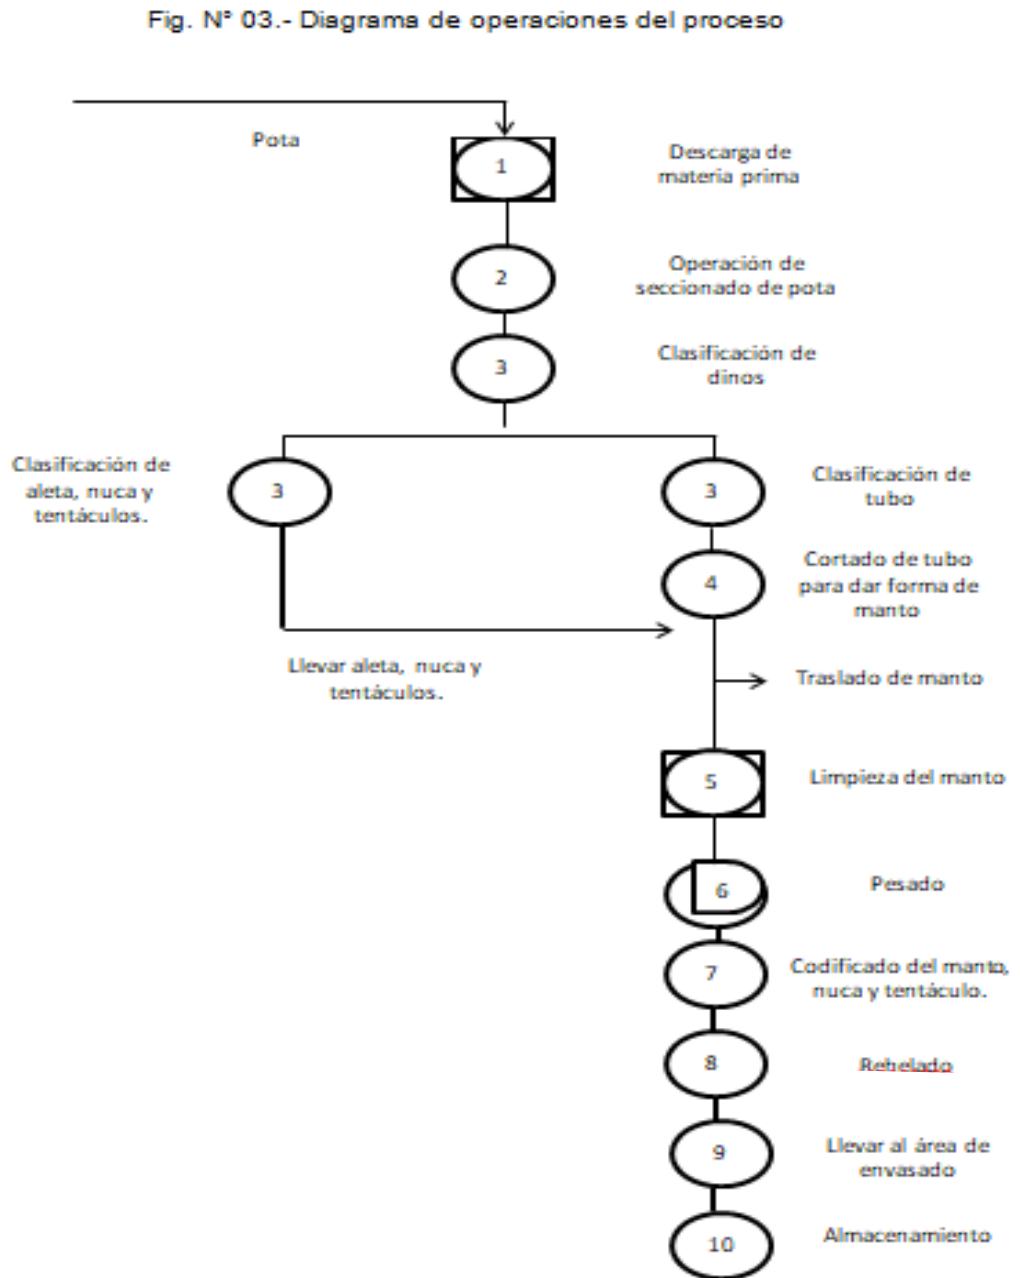 Fig. N° 03.- Diagrama de operaciones del proceso
Pota
1
Descarga de
materia prima
2
Operación de
seccionado de pota
3
Clasificación de
dinos
Clasificación de
aleta, nuca y
tentáculos.
3
3
Clasificación de
tubo
4
Cortado de tubo
para dar forma de
manto
Llevar aleta, nuca y
tentáculos.
Traslado de manto
5
Limpieza del manto
6
Pesado
7
Codificado del manto,
nuca y tentáculo.
8
Rehelado
9
Llevar al área de
envasado
10
Almacenamiento